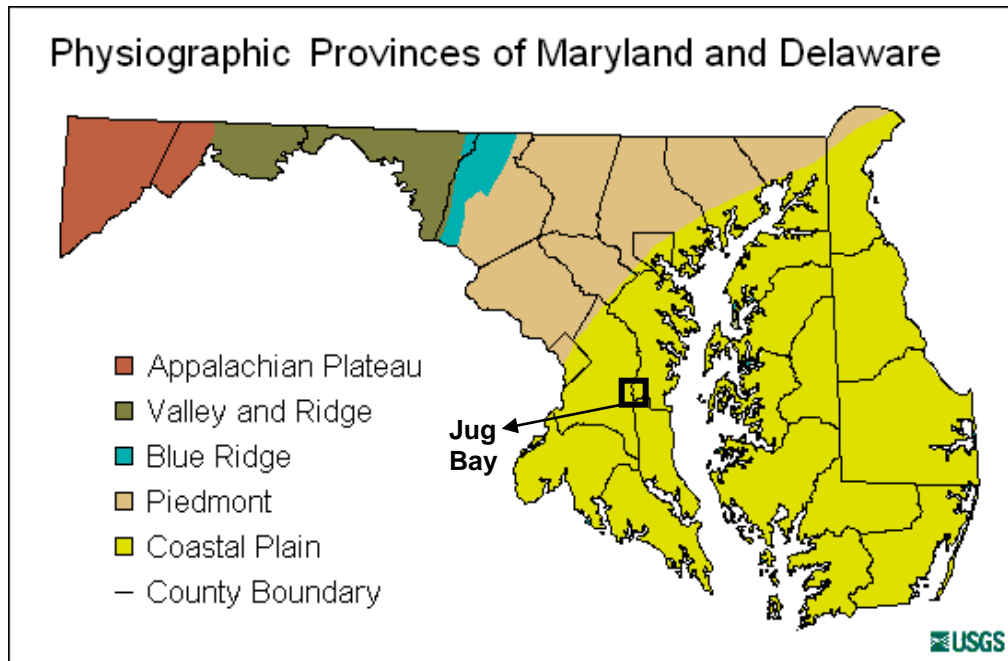 Physiographic Provinces of Maryland and Delaware
Appalachian Plateau
Valley and Ridge
Blue Ridge
Piedmont
Coastal Plain
County Boundary
Jug
Bay
USGS